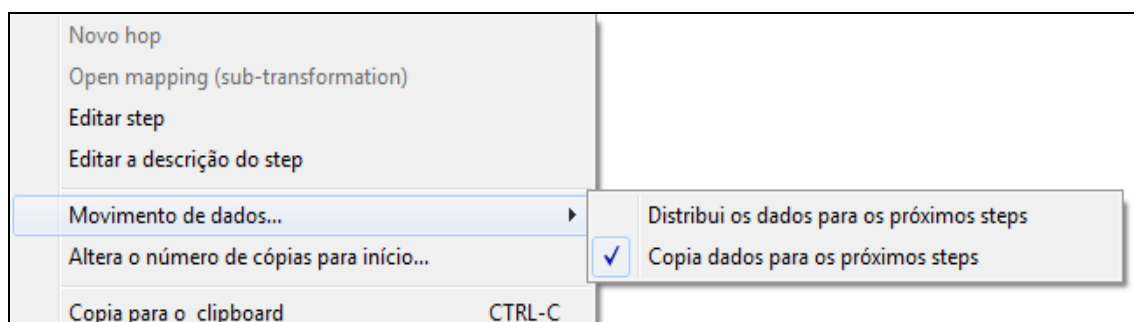 Novo hop
Open mapping (sub-transformation)
Editar step
Editar a descrição do step
Movimento de dados...
Distribui os dados para os próximos steps
Altera o número de cópias para início...
Copia dados para os próximos steps
Copia para o clipboard CTRL-C